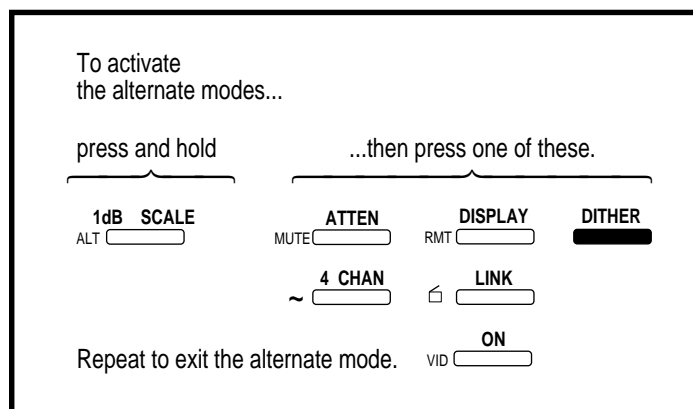 To activate
the alternate modes...
press and hold ...then press one of these.
1dB SCALE ATTEN DISPLAY DITHER
ALT MUTE RMT
4 CHAN LINK
~
ON
Repeat to exit the alternate mode. VID